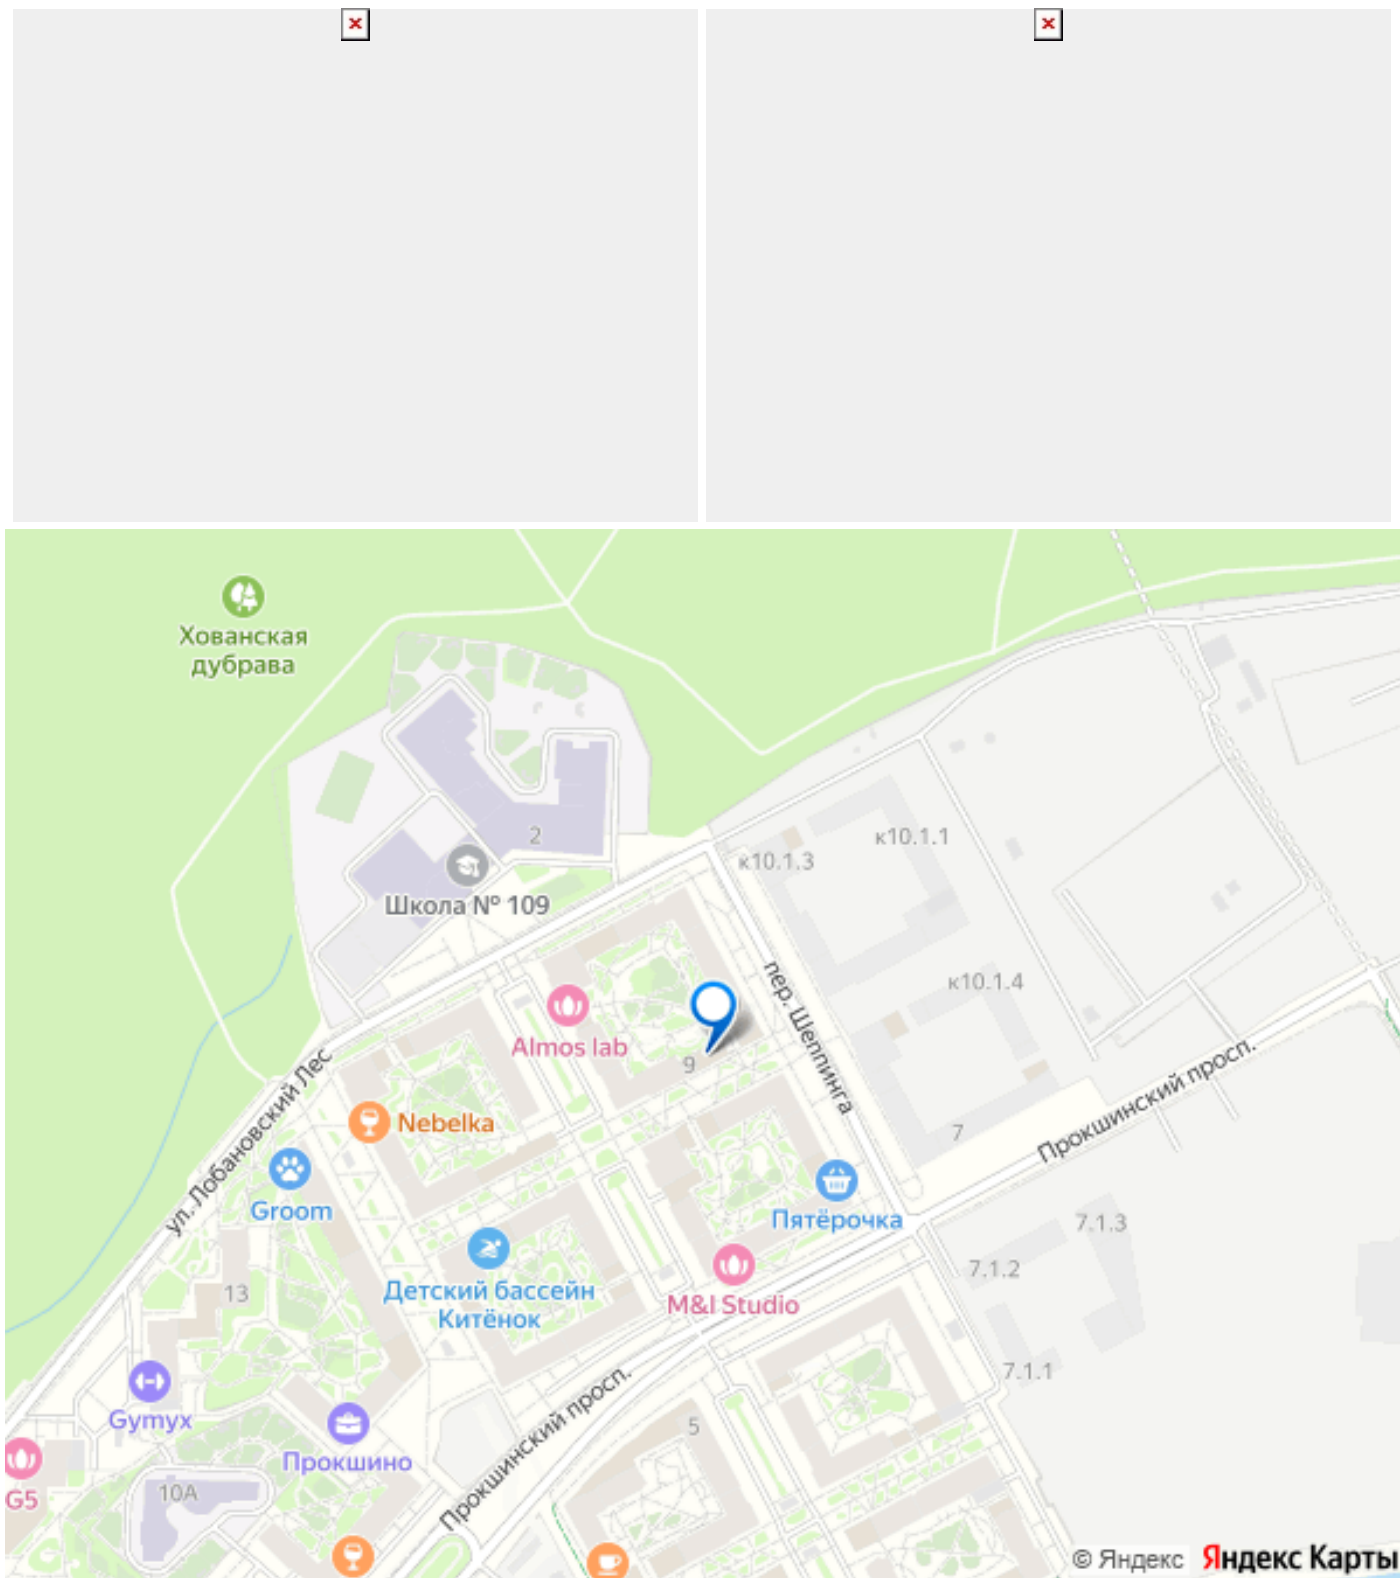 Хованская
дубрава
2
к10.1.1
к10.1.3
Школа № 109
пер. Шеппинга
к10.1.4
Almos lab
9
ул. Лобановский Лес
Прокшинский просп.
Nebelka
7
Groom
Пятёрочка
7.1.3
7.1.2
13
Детский бассейн
Китёнок
M&I Studio
7.1.1
Gymyx
Прокшинский просп.
5
Прокшино
G5
10А
© Яндекс Яндекс Карты